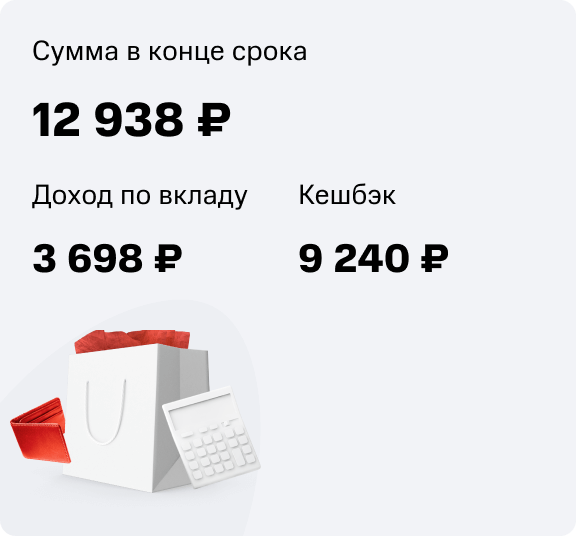 Сумма в конце срока
12 938 ₽
Доход по вкладу
Кешбэк
3 698 ₽
9 240 ₽